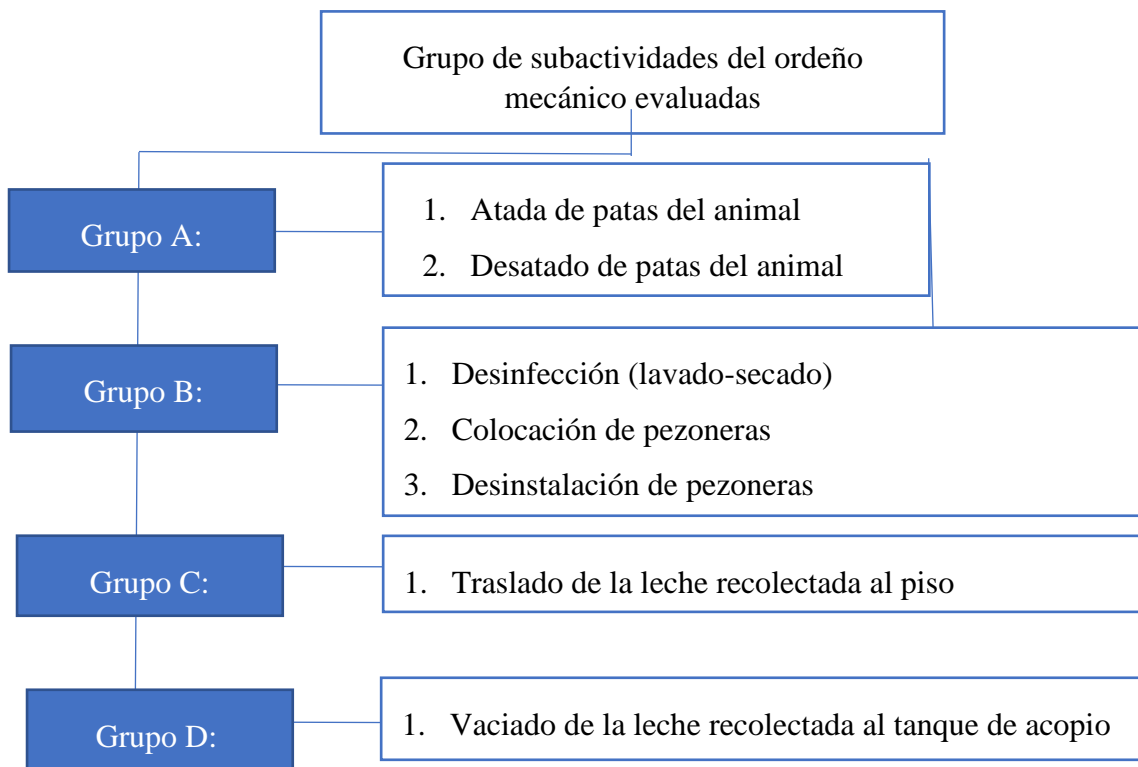 Grupo de subactividades del ordeño
mecánico evaluadas
Grupo A:
1. Atada de patas del animal
2. Desatado de patas del animal
Grupo B:
1. Desinfección (lavado-secado)
2. Colocación de pezoneras
3. Desinstalación de pezoneras
Grupo C:
1. Traslado de la leche recolectada al piso
Grupo D:
1. Vaciado de la leche recolectada al tanque de acopio